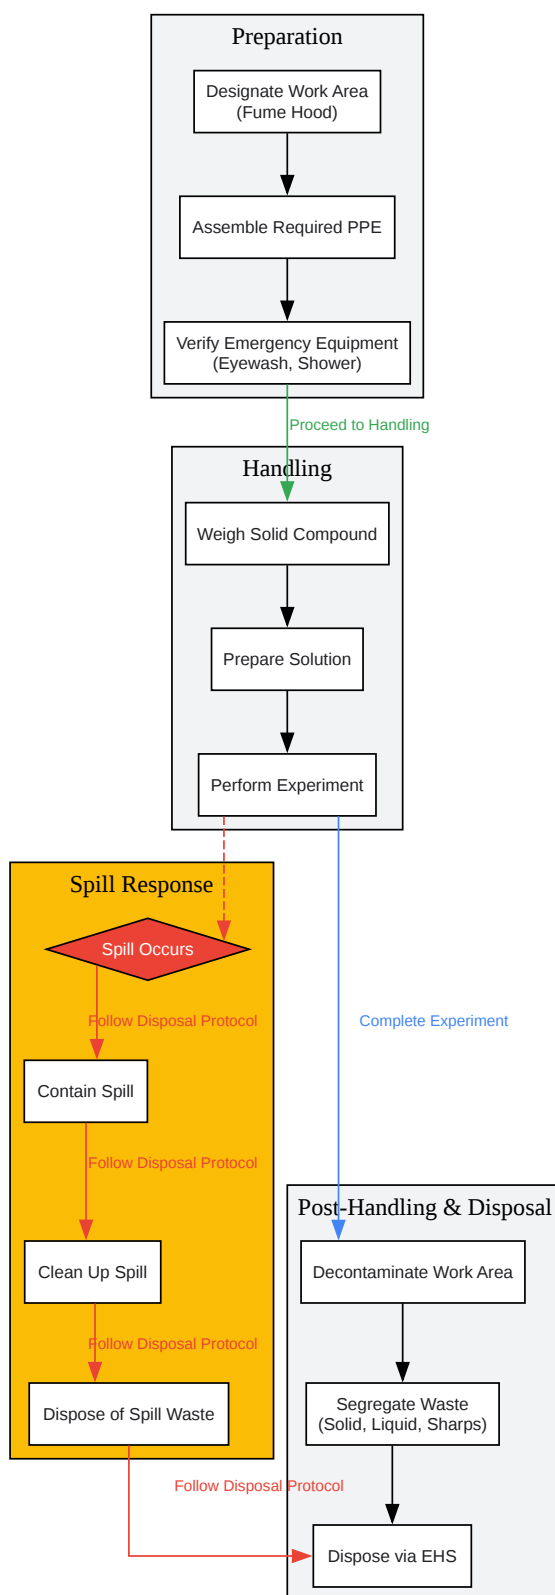 Preparation
Designate Work Area
(Fume Hood)
Assemble Required PPE
Verify Emergency Equipment
(Eyewash, Shower)
Proceed to Handling
Handling
Weigh Solid Compound
Prepare Solution
Perform Experiment
Spill Response
Spill Occurs
Follow Disposal Protocol
Complete Experiment
Contain Spill
Follow Disposal Protocol
Post-Handling & Disposal
Clean Up Spill
Decontaminate Work Area
Follow Disposal Protocol
Dispose of Spill Waste
Segregate Waste
(Solid, Liquid, Sharps)
Follow Disposal Protocol
Dispose via EHS